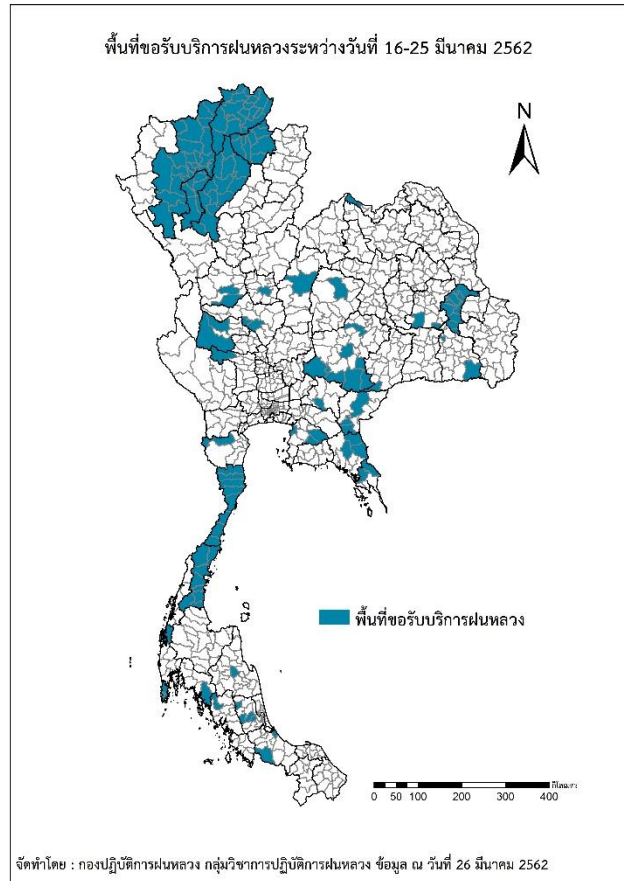 พื้นที่ขอรับบริการฝนหลวงระหว่างวันที่ 16-25 มีนาคม 2562
N
พื้นที่ขอรับบริการฝนหลวง
0 25 50 100 200 300 400
จัดทำโดย : กองปฏิบัติการฝนหลวง กลุ่มวิชาการปฏิบัติการฝนหลวง ข้อมูล ณ วันที่ 26 มีนาคม 2562